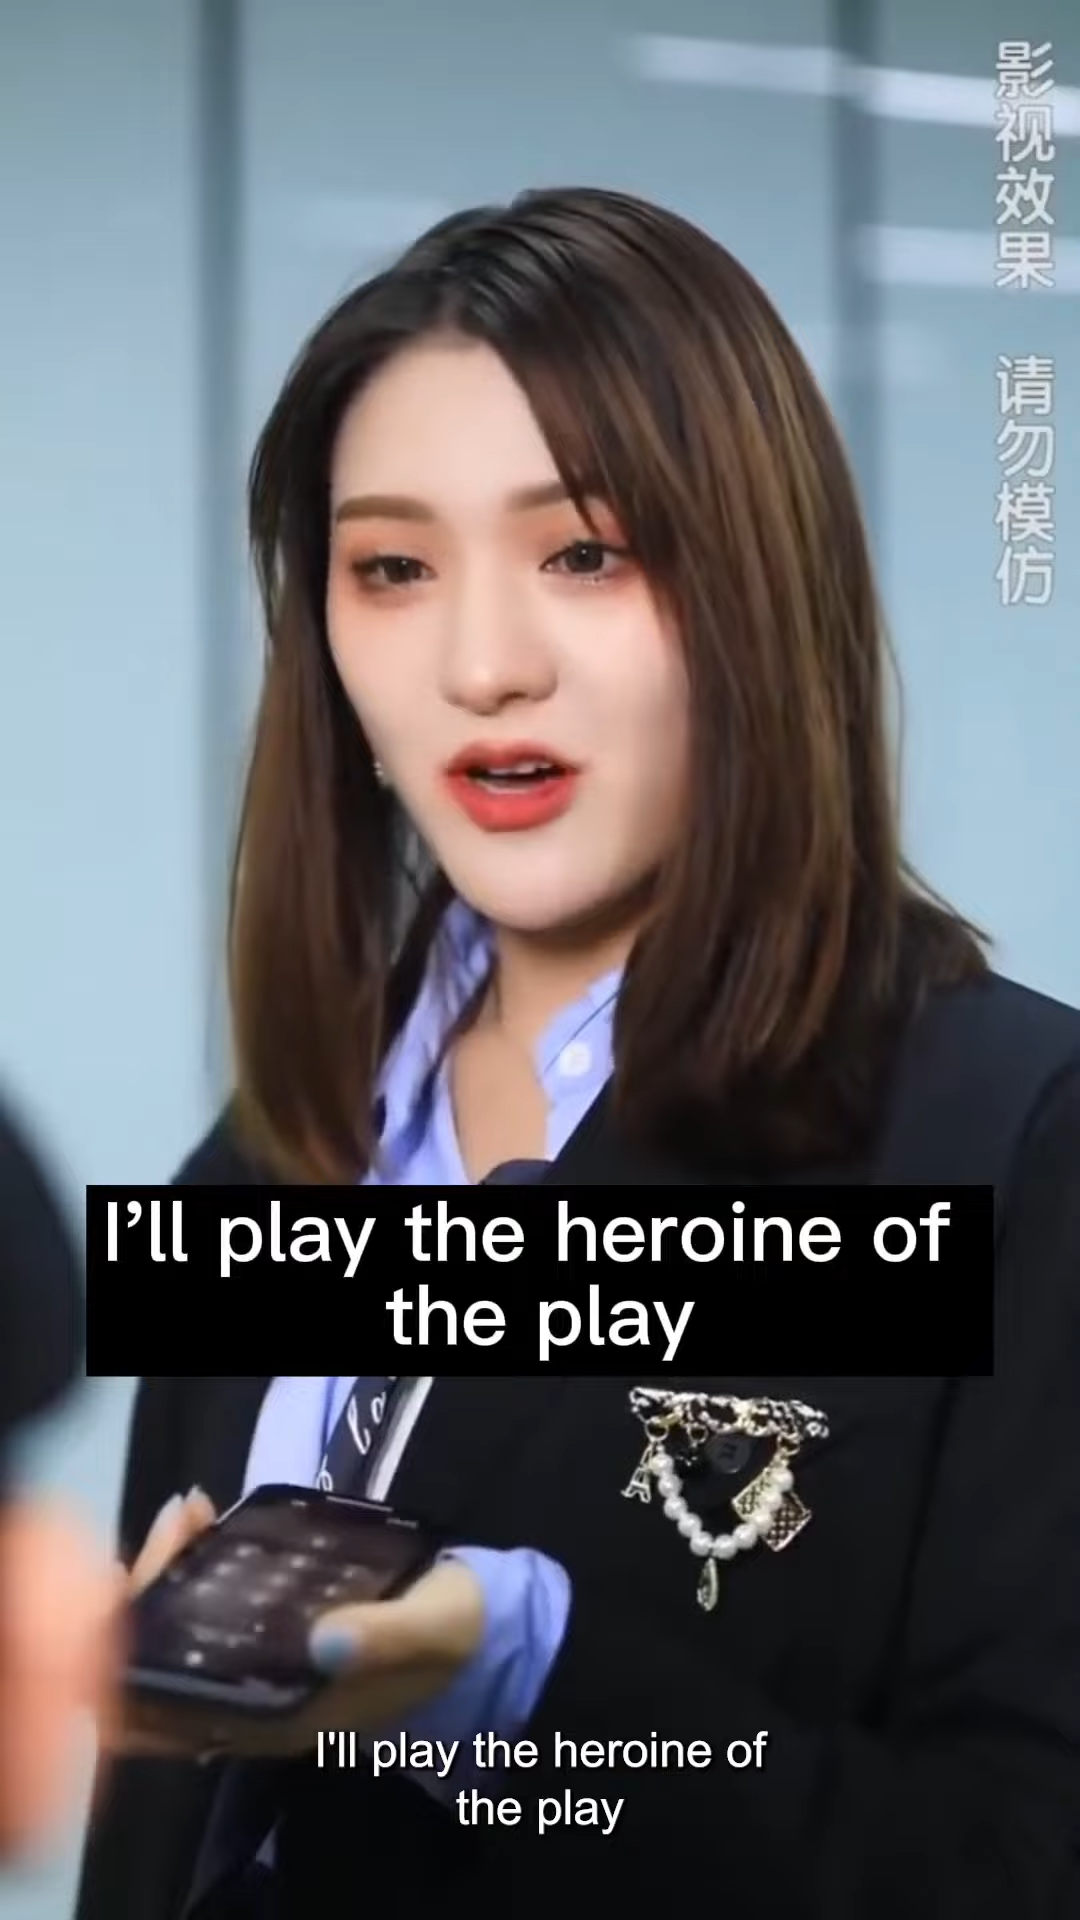 影视效果 请勿模仿
I’ll play the heroine of
the play
I'll play the heroine of
the play